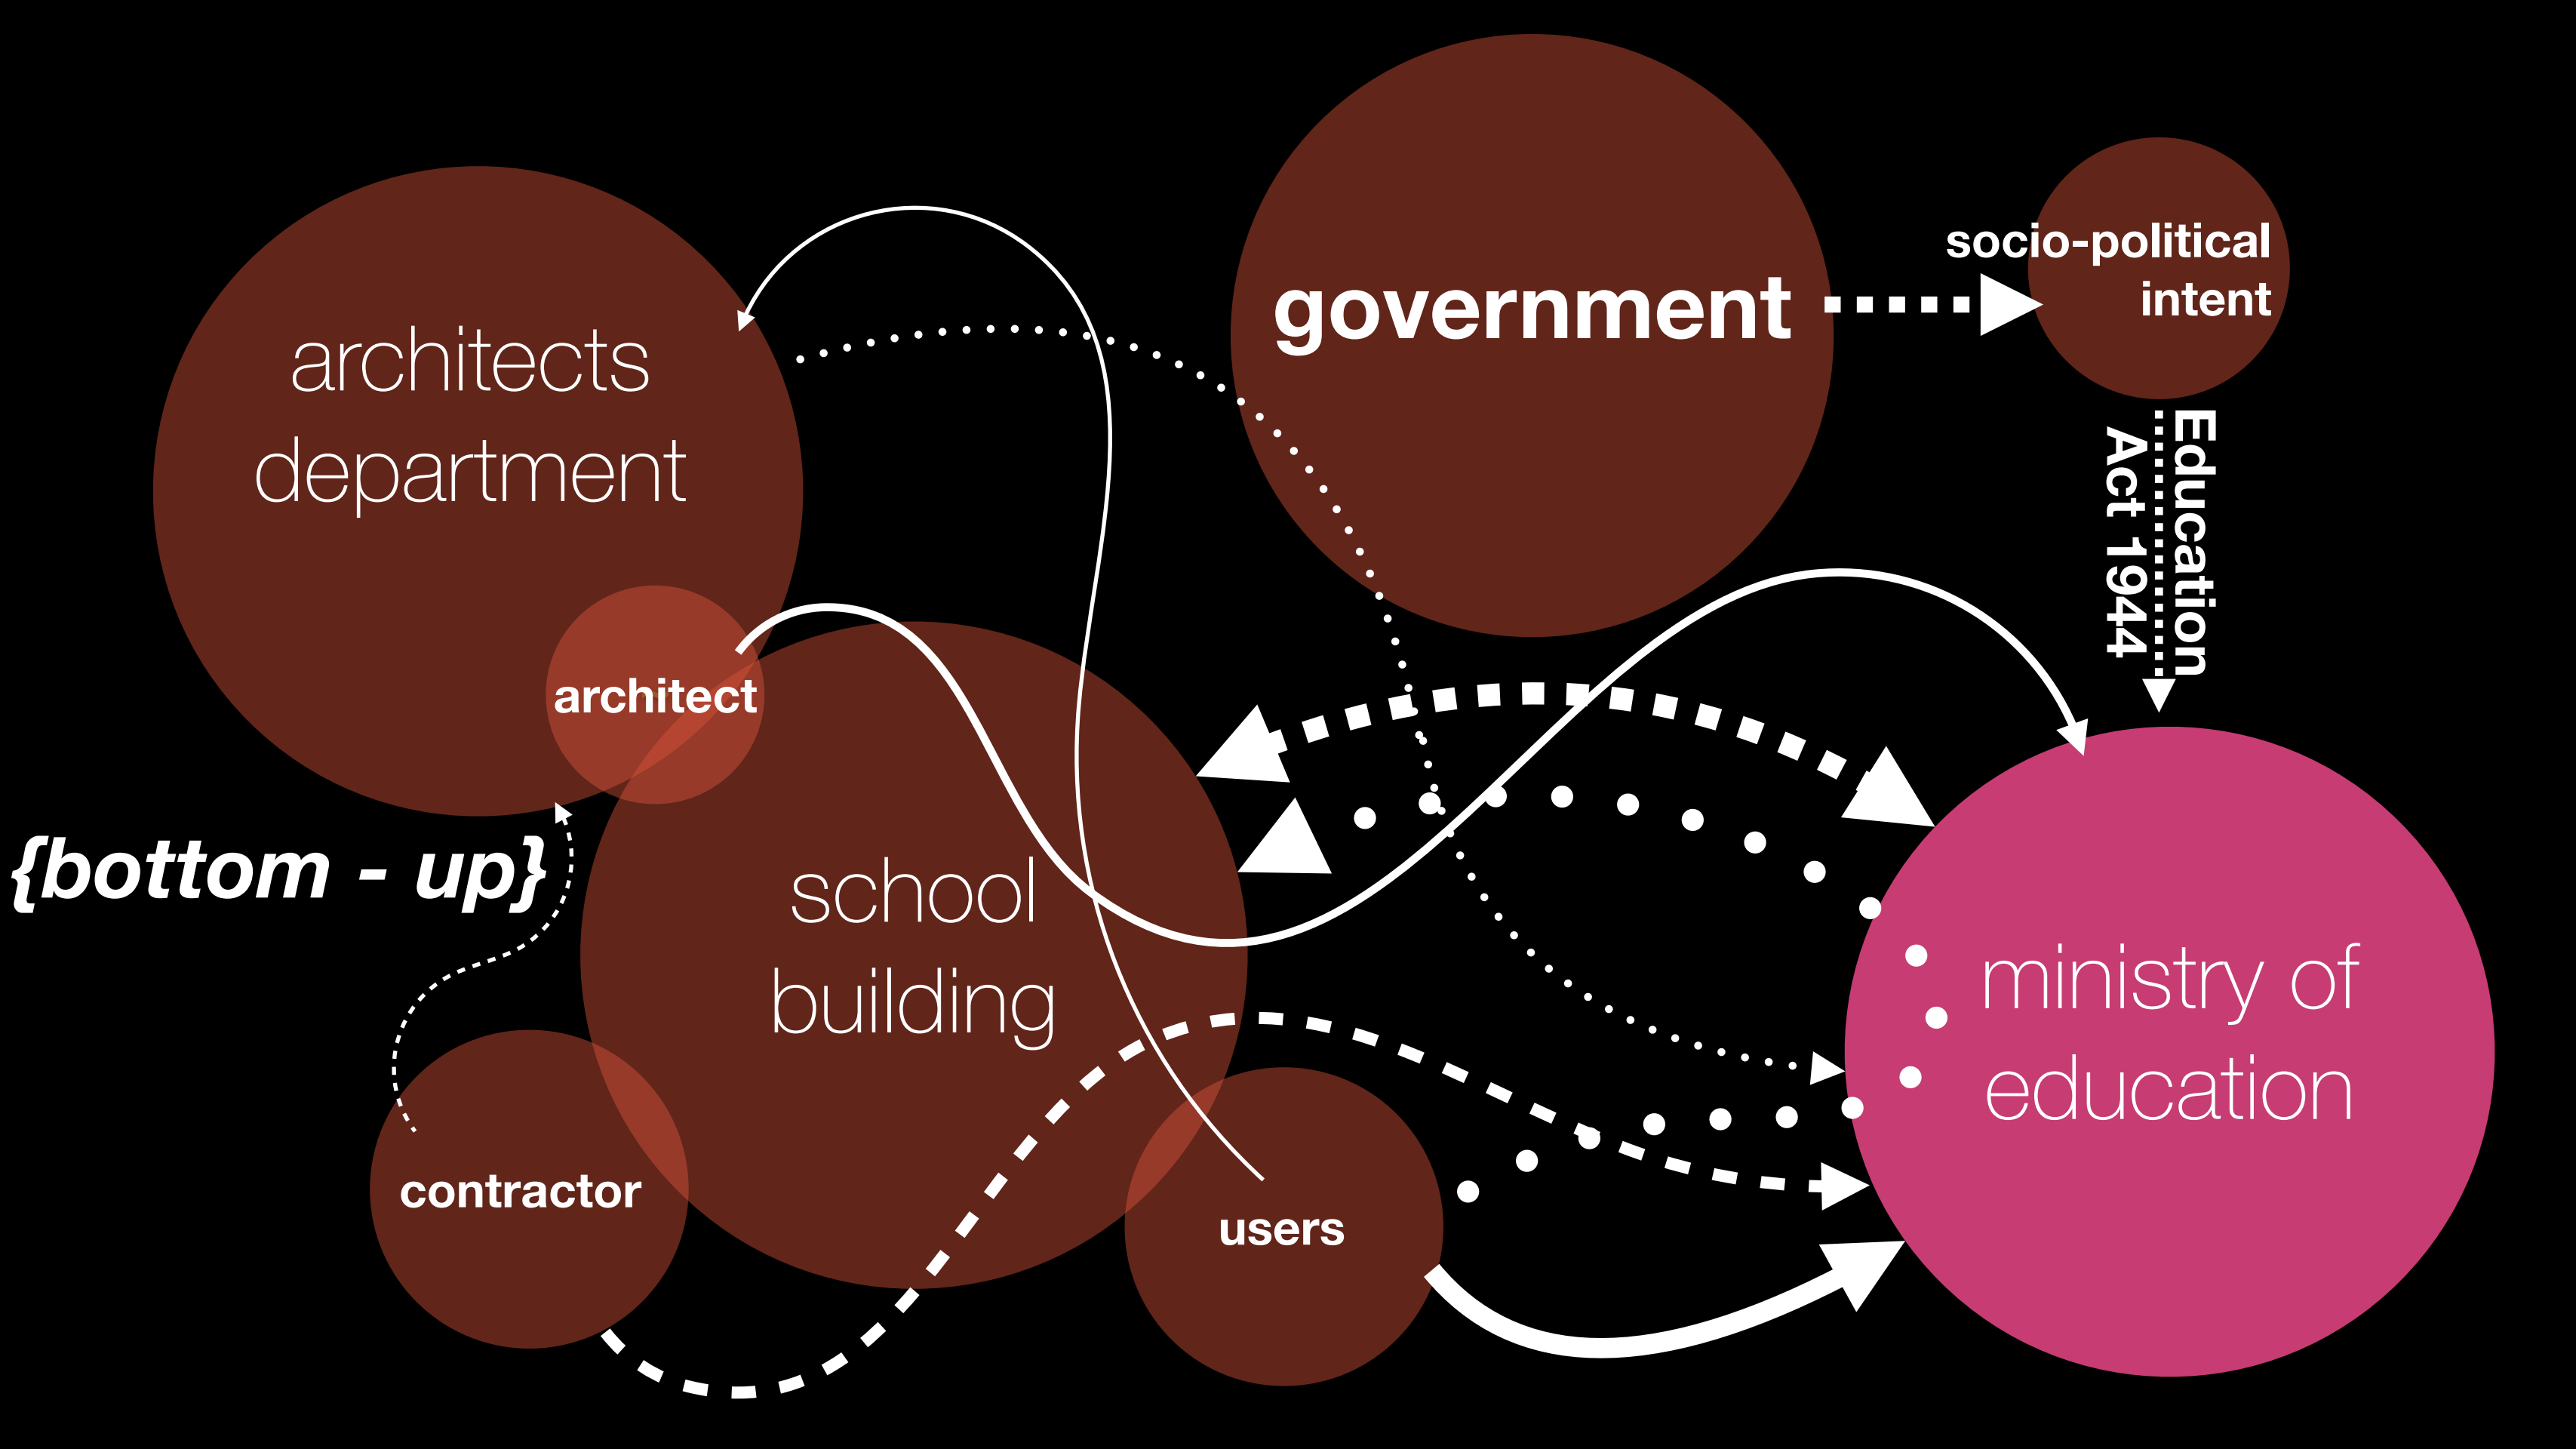 government
socio-political
intent
architects
department
Education
Act 1944
architect
{bottom - up}
school
building
ministry of
education
contractor
users